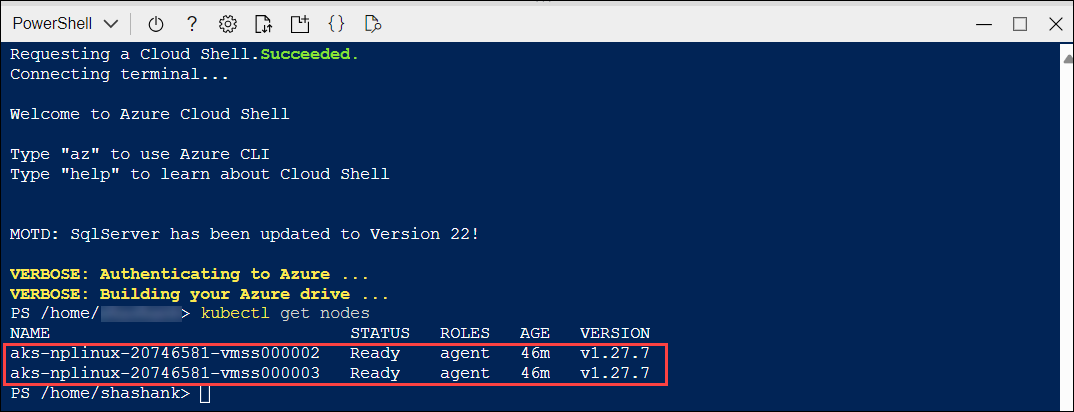 PowerShell
Requesting a Cloud Shell.Succeeded.
Connecting terminal...
Welcome to Azure Cloud Shell
Type "az" to use Azure CLI
Type "help" to learn about Cloud Shell
MOTD: SqlServer has been updated to Version 22!
VERBOSE: Authenticating to Azure ...
VERBOSE: Building your Azure drive ...
PS /home/> kubectl get nodes
NAME STATUS ROLES AGE VERSION
aks-nplinux-20746581-vmss000002 Ready agent 46m v1.27.7
aks-nplinux-20746581-vmss000003 Ready agent 46m v1.27.7
PS /home/shashank>